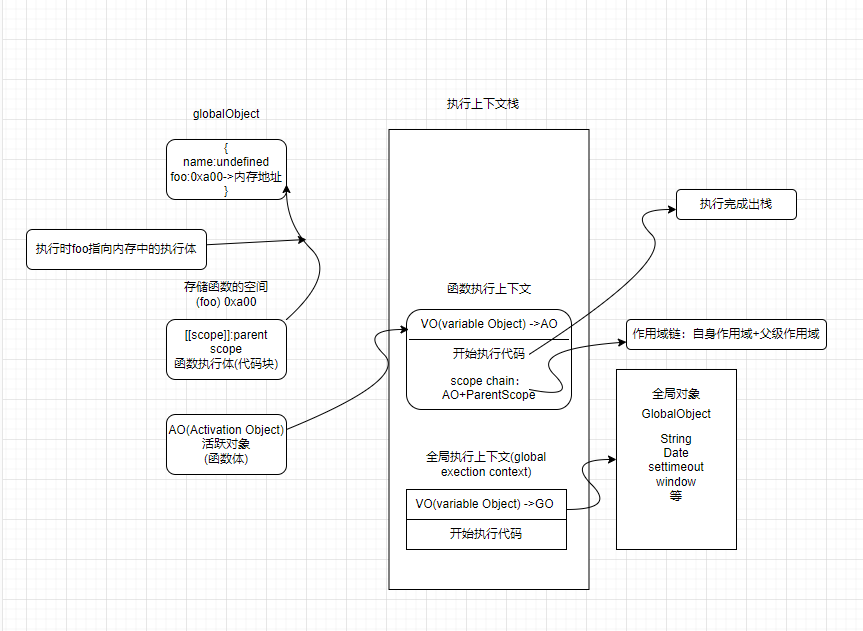 执行上下文栈
globalObject
{
name:undefined
foo:0xa00->内存地址
}
执行完成出栈
执行时foo指向内存中的执行体
存储函数的空间
(foo) 0xa00
函数执行上下文
VO(variable Object) ->AO
开始执行代码
scope chain：
AO+ParentScope
作用域链：自身作用域+父级作用域
[[scope]]:parent
scope
函数执行体(代码块)
AO(Activation Object)
活跃对象
(函数体)
全局对象
GlobalObject
String
Date
settimeout
window
等
全局执行上下文(global
exection context)
VO(variable Object) ->GO
开始执行代码